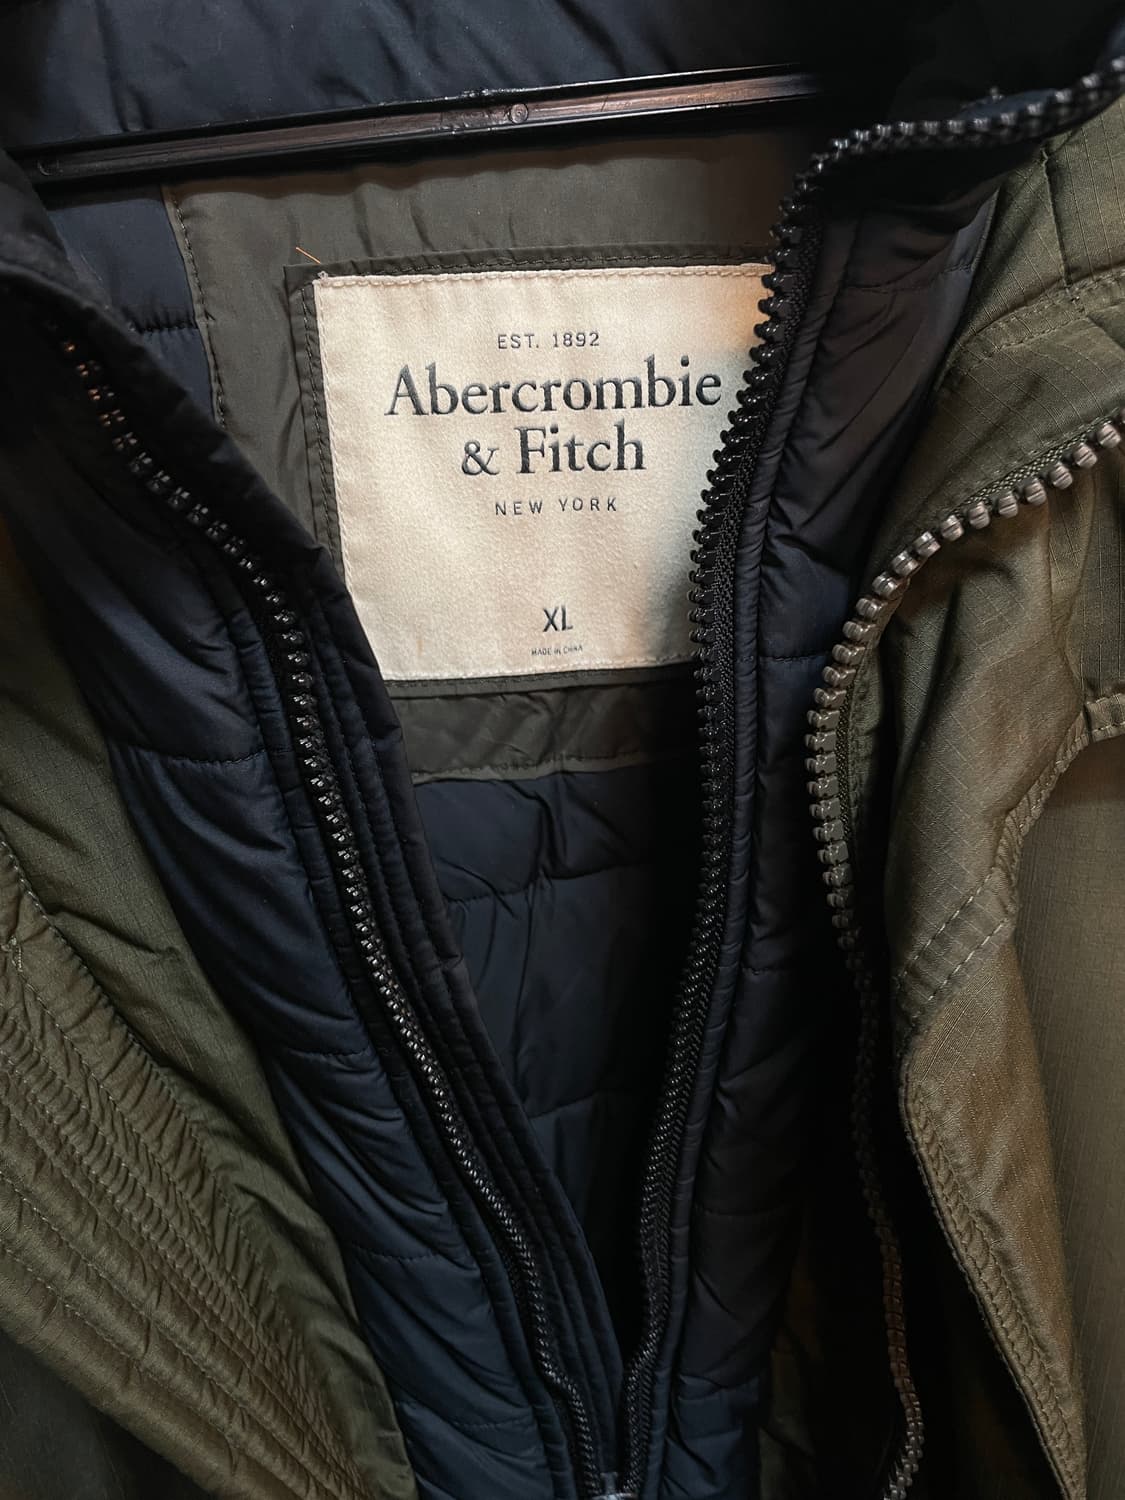 EST. 1892
Abercrombie
& Fitch
NEW YORK
XL
MADE IN CHINA